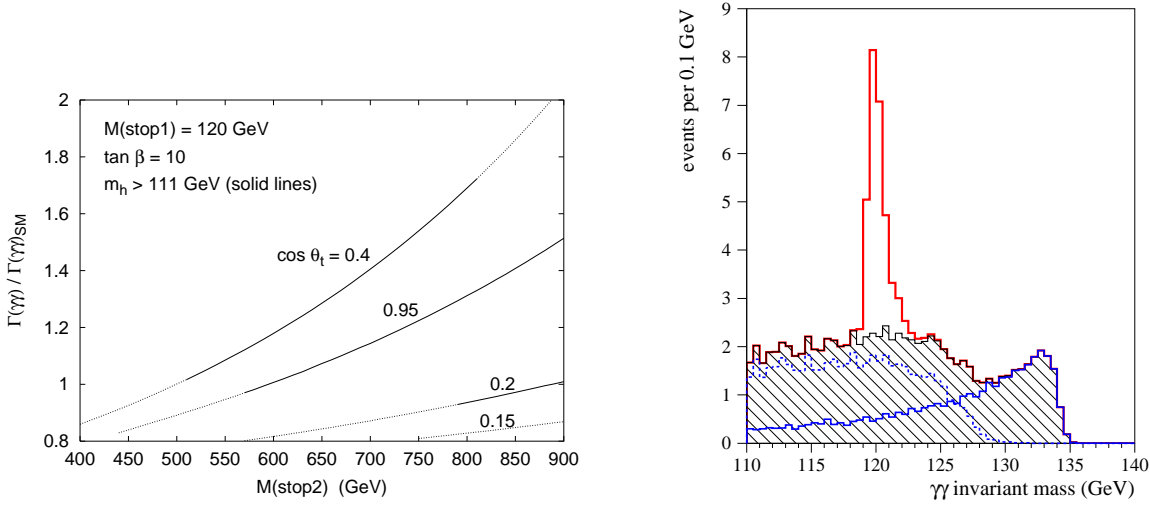 2
1.8
1.6
1.4
1.2
1
0.8
Γ(γγ) / Γ(γγ)SM
M(stop1) = 120 GeV
tan β = 10
mh > 111 GeV (solid lines)
cos θt = 0.4
0.95
0.2
0.15
400 450 500 550 600 650 700 750 800 850 900
M(stop2) (GeV)
events per 0.1 GeV
9
8
7
6
5
4
3
2
1
0
110 115 120 125 130 135 140
γγ invariant mass (GeV)